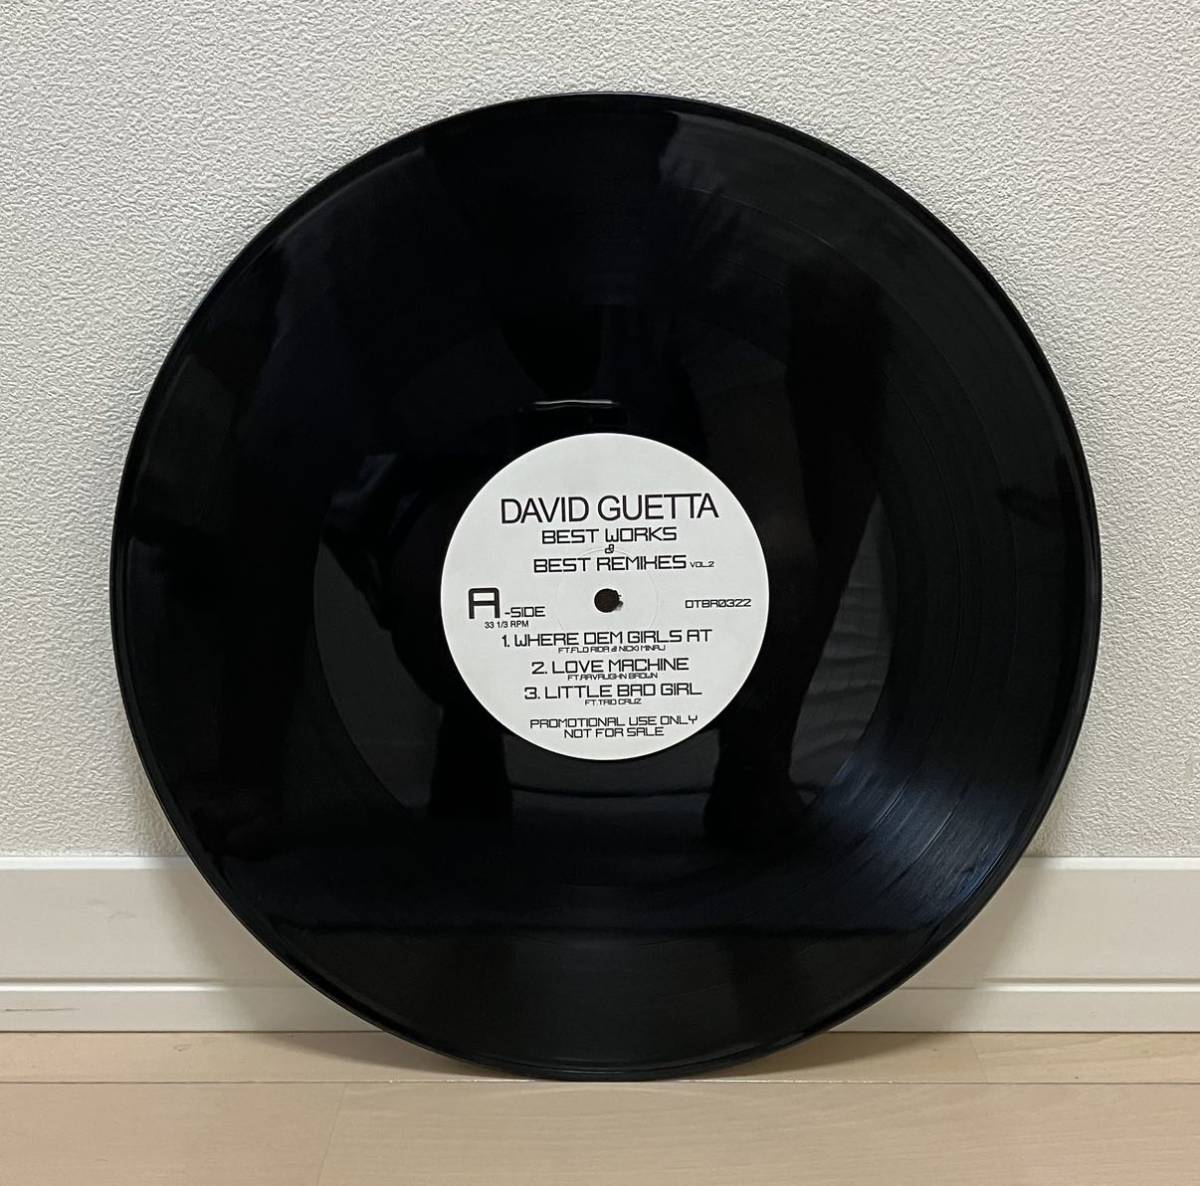 DAVID GUETTA
BEST WORKS
&
BEST REMIXES VOL.2
A-SIDE
33 1/3 RPM
DTBR0322
1. WHERE DEM GIRLS AT
FT.FLO RIDA & NICKI MINAJ
2. LOVE MACHINE
FT.RAVAUGHN BROWN
3. LITTLE BAD GIRL
FT.TAIO CRUZ
PROMOTIONAL USE ONLY
NOT FOR SALE